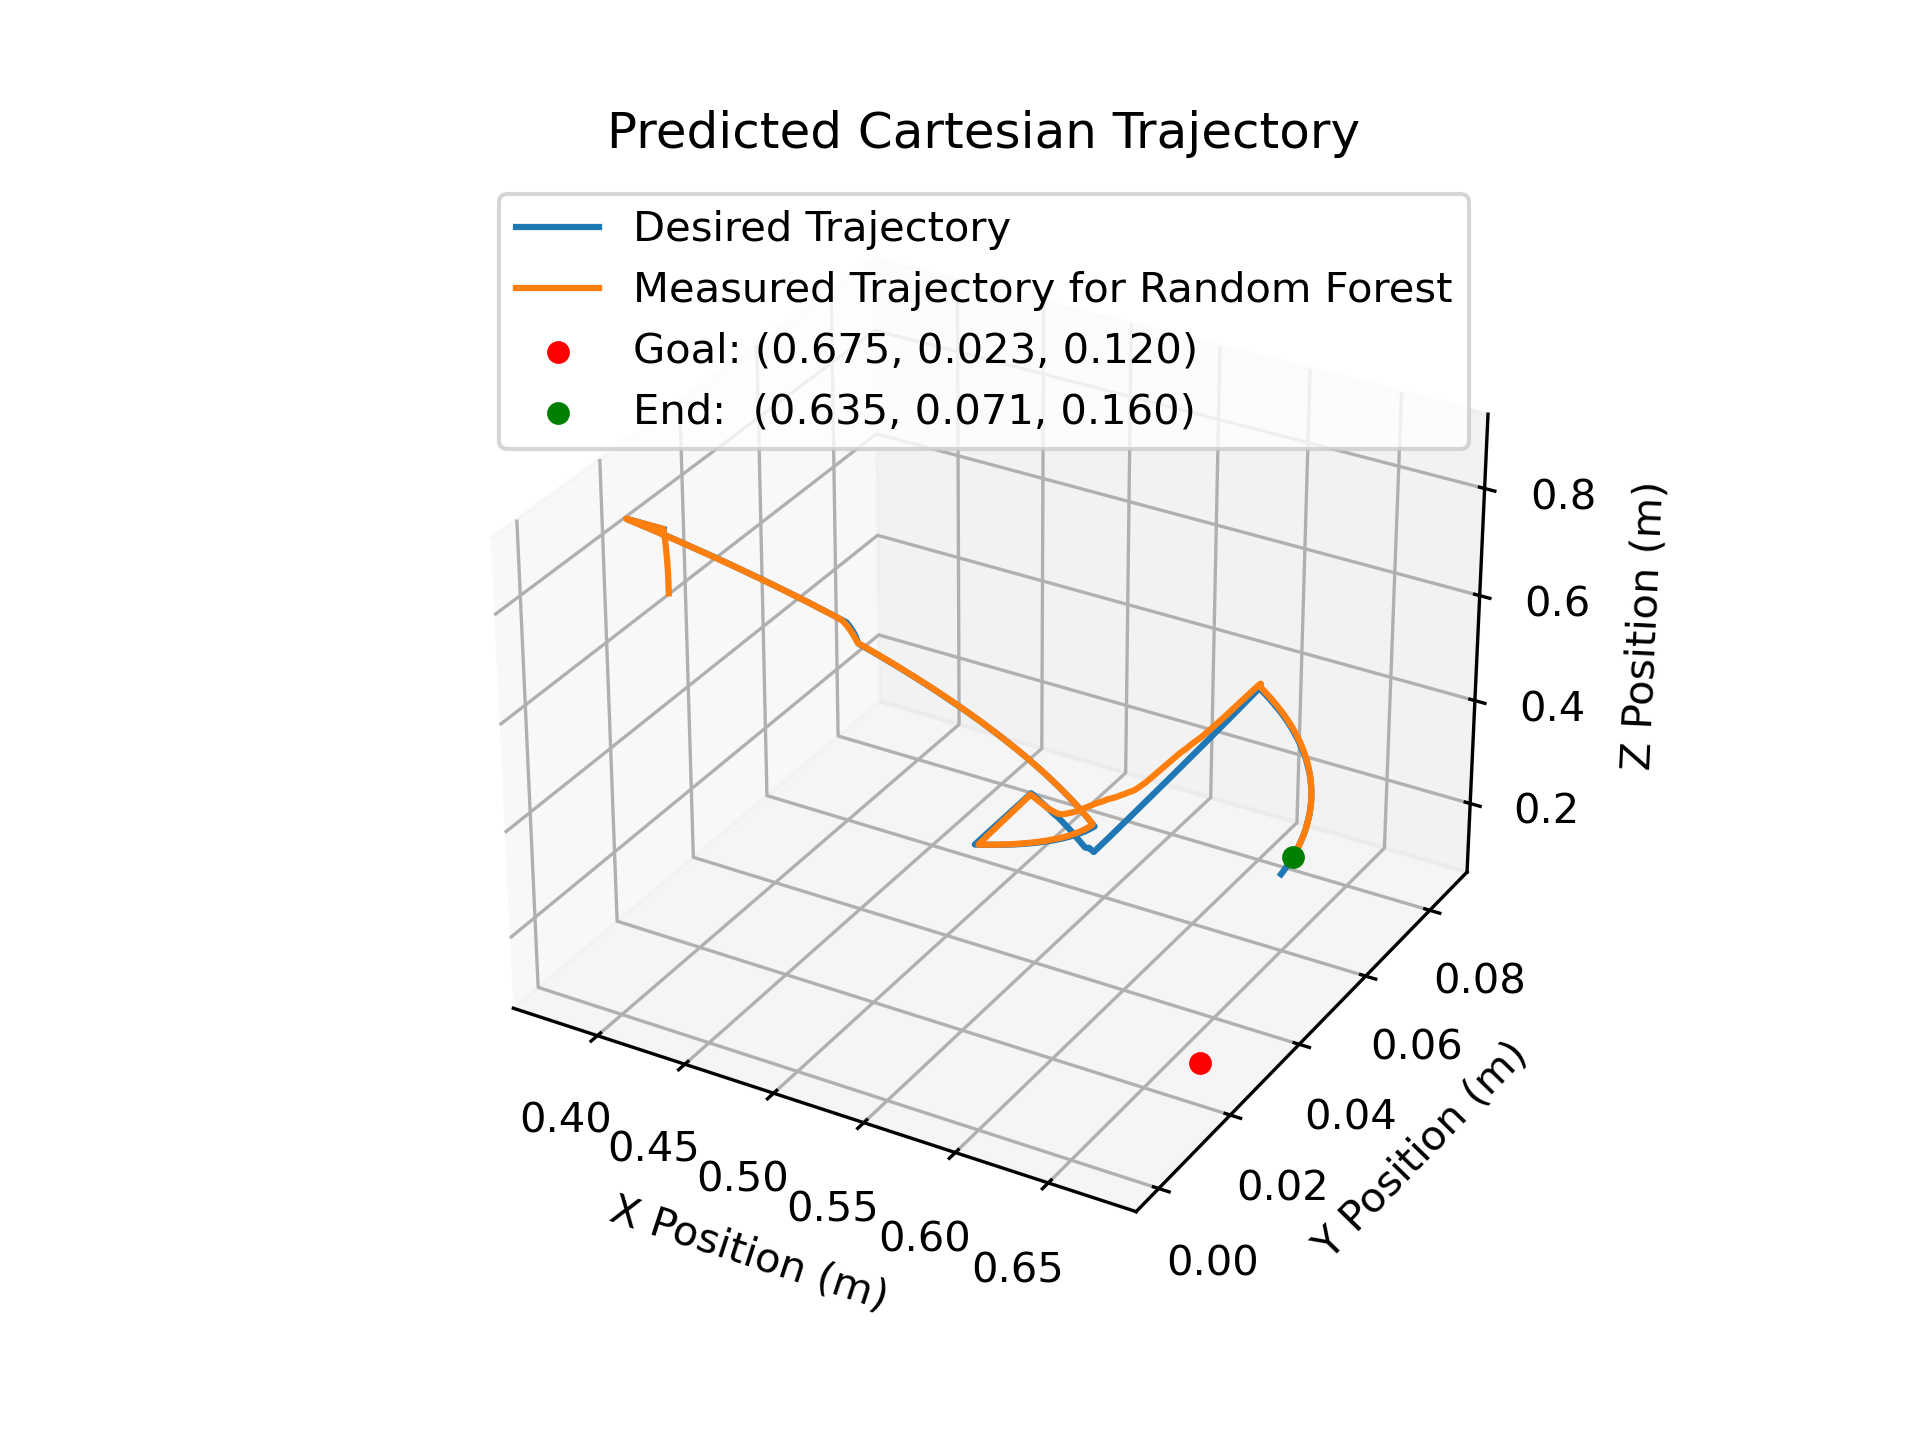 Predicted Cartesian Trajectory
Desired Trajectory
Measured Trajectory for Random Forest
Goal: (0.675, 0.023, 0.120)
End: (0.635, 0.071, 0.160)
0.8
0.6
0.4
0.2
Z Position (m)
0.08
0.06
0.04
0.02
0.00
Y Position (m)
0.40
0.45
0.50
0.55
0.60
0.65
X Position (m)